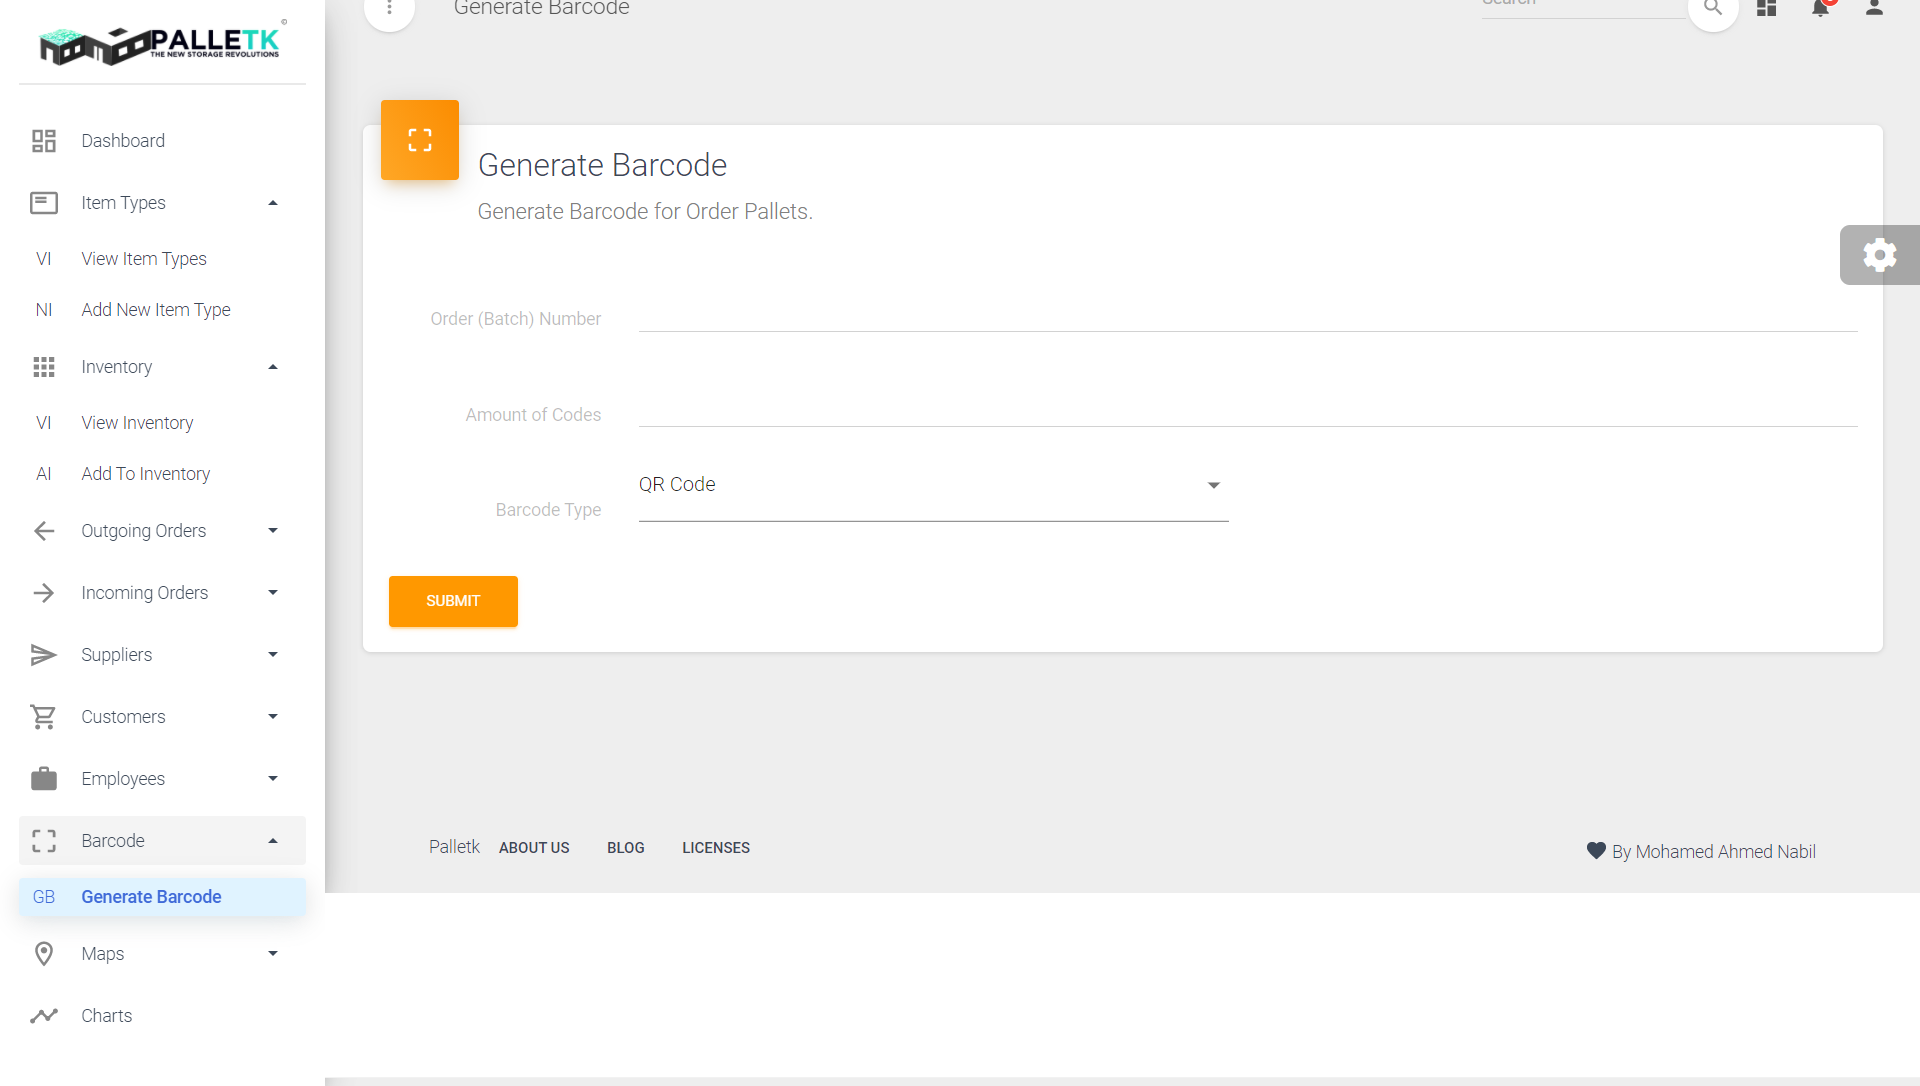 PALLETK
©
THE NEW STORAGE REVOLUTIONS
Dashboard
Item Types
VI View Item Types
NI Add New Item Type
Inventory
VI View Inventory
AI Add To Inventory
Outgoing Orders
Incoming Orders
Suppliers
Customers
Employees
Barcode
GB Generate Barcode
Maps
Charts
Generate Barcode
Search
Generate Barcode
Generate Barcode for Order Pallets.
Order (Batch) Number
Amount of Codes
Barcode Type
QR Code
SUBMIT
Palletk ABOUT US BLOG LICENSES
By Mohamed Ahmed Nabil